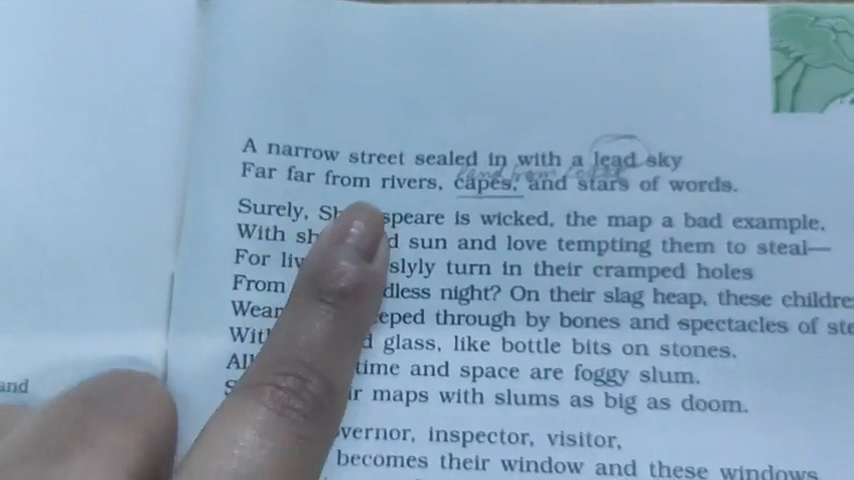 A narrow street sealed in with a lead sky
Far far from rivers, capes, and stars of words.
Surely, Sh speare is wicked, the map a bad example,
With sh d sun and love tempting them to steal—
For liv slyly turn in their cramped holes
From dless night? On their slag heap, these childre
Wear eped through by bones and spectacles of ste
With d glass, like bottle bits on stones.
All time and space are foggy slum.
S r maps with slums as big as doom.
vernor, inspector, visitor,
becomes their window and these windows
and